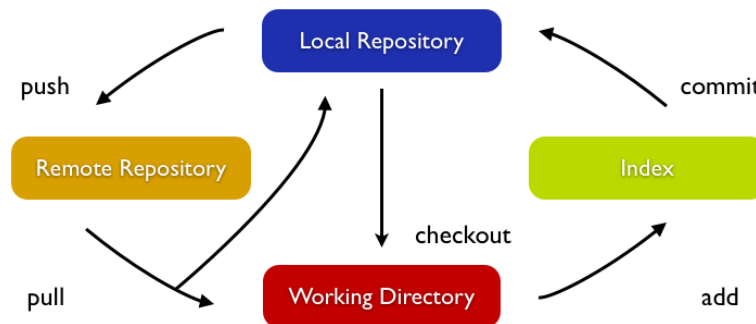 Local Repository
push
commit
Remote Repository
Index
checkout
pull
Working Directory
add